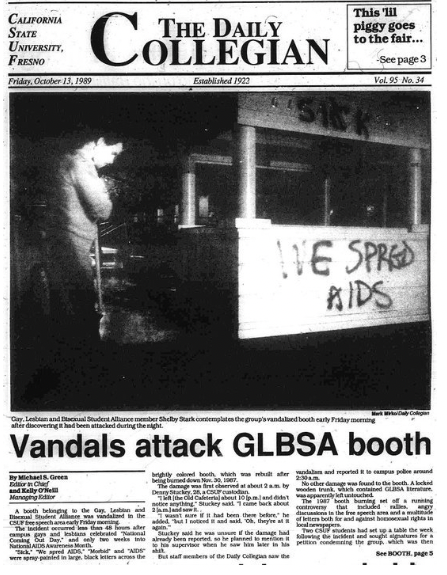 CALIFORNIA
STATE
UNIVERSITY,
FRESNO
THE DAILY
COLLEGIAN
This 'lil
piggy goes
to the fair...
-See page 3
Friday, October 13, 1989
Established 1922
Vol. 95 No. 34
SICK
WE SPRED
AIDS
Mark Mirko/Daily Collegian
Gay, Lesbian and Bisexual Student Alliance member Shelby Stark contemplates the group's vandalized booth early Friday morning
after discovering it had been attacked during the night.
Vandals attack GLBSA booth
By Michael S. Green
Editor in Chief
and Kelly O'Neill
Managing Editor
A booth belonging to the Gay, Lesbian and
Bisexual Student Alliance was vandalized in the
CSUF free speech area early Friday morning.
The incident occurred less than 48 hours after
campus gays and lesbians celebrated "National
Coming Out Day," and only two weeks into
National AIDS Awareness Month.
"Sick," "We spred AIDS," "Morbid" and "AIDS"
were spray-painted in large, black letters across the
brightly colored booth, which was rebuilt after
being burned down Nov. 30, 1987.
The damage was first observed at about 2 a.m. by
Denny Stuckey, 28, a CSUF custodian.
"I left [the Old Cafeteria] about 10 [p.m.] and didn't
notice anything," Stuckey said. "I came back about
2 [a.m.] and saw it.
"I wasn't sure if it had been there before," he
added, "but I noticed it and said, 'Oh, they're at it
again.'"
Stuckey said he was unsure if the damage had
already been reported, so he planned to mention it
to his supervisor when he saw him later in his
shift.
But staff members of the Daily Collegian saw the
vandalism and reported it to campus police around
2:30 a.m.
No other damage was found to the booth. A locked
wooden trunk, which contained GLBSA literature,
was apparently left untouched.
The 1987 booth burning set off a running
controversy that included rallies, angry
discussions in the free speech area and a multitude
of letters both for and against homosexual rights in
local newspapers.
Two CSUF students had set up a table the week
following the incident and sought signatures for a
petition condemning the group, which was then
See BOOTH, page 5